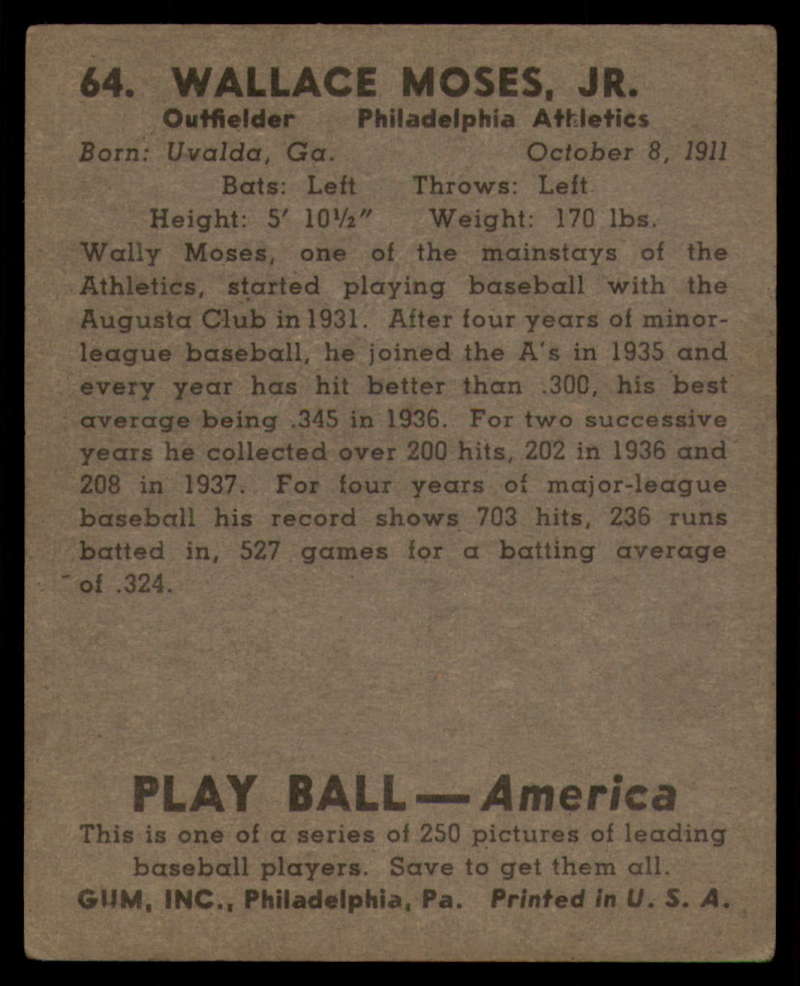 64. WALLACE MOSES, JR.
Outfielder Philadelphia Athletics
Born: Uvalda, Ga. October 8, 1911
Bats: Left Throws: Left
Height: 5′ 10½″ Weight: 170 lbs.
Wally Moses, one of the mainstays of the
Athletics, started playing baseball with the
Augusta Club in 1931. After four years of minor-
league baseball, he joined the A's in 1935 and
every year has hit better than .300, his best
average being .345 in 1936. For two successive
years he collected over 200 hits, 202 in 1936 and
208 in 1937. For four years of major-league
baseball his record shows 703 hits, 236 runs
batted in, 527 games for a batting average
of .324.
PLAY BALL — America
This is one of a series of 250 pictures of leading
baseball players. Save to get them all.
GUM, INC., Philadelphia, Pa. Printed in U. S. A.